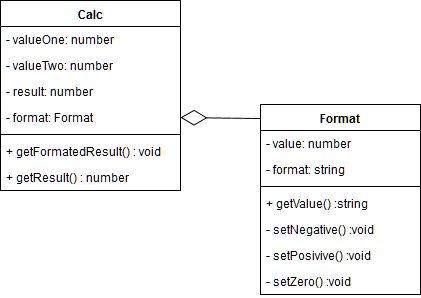 Calc
- valueOne: number
- valueTwo: number
- result: number
- format: Format
+ getFormatedResult() : void
+ getResult() : number
Format
- value: number
- format: string
+ getValue() :string
- setNegative() :void
- setPosivive() :void
- setZero() :void